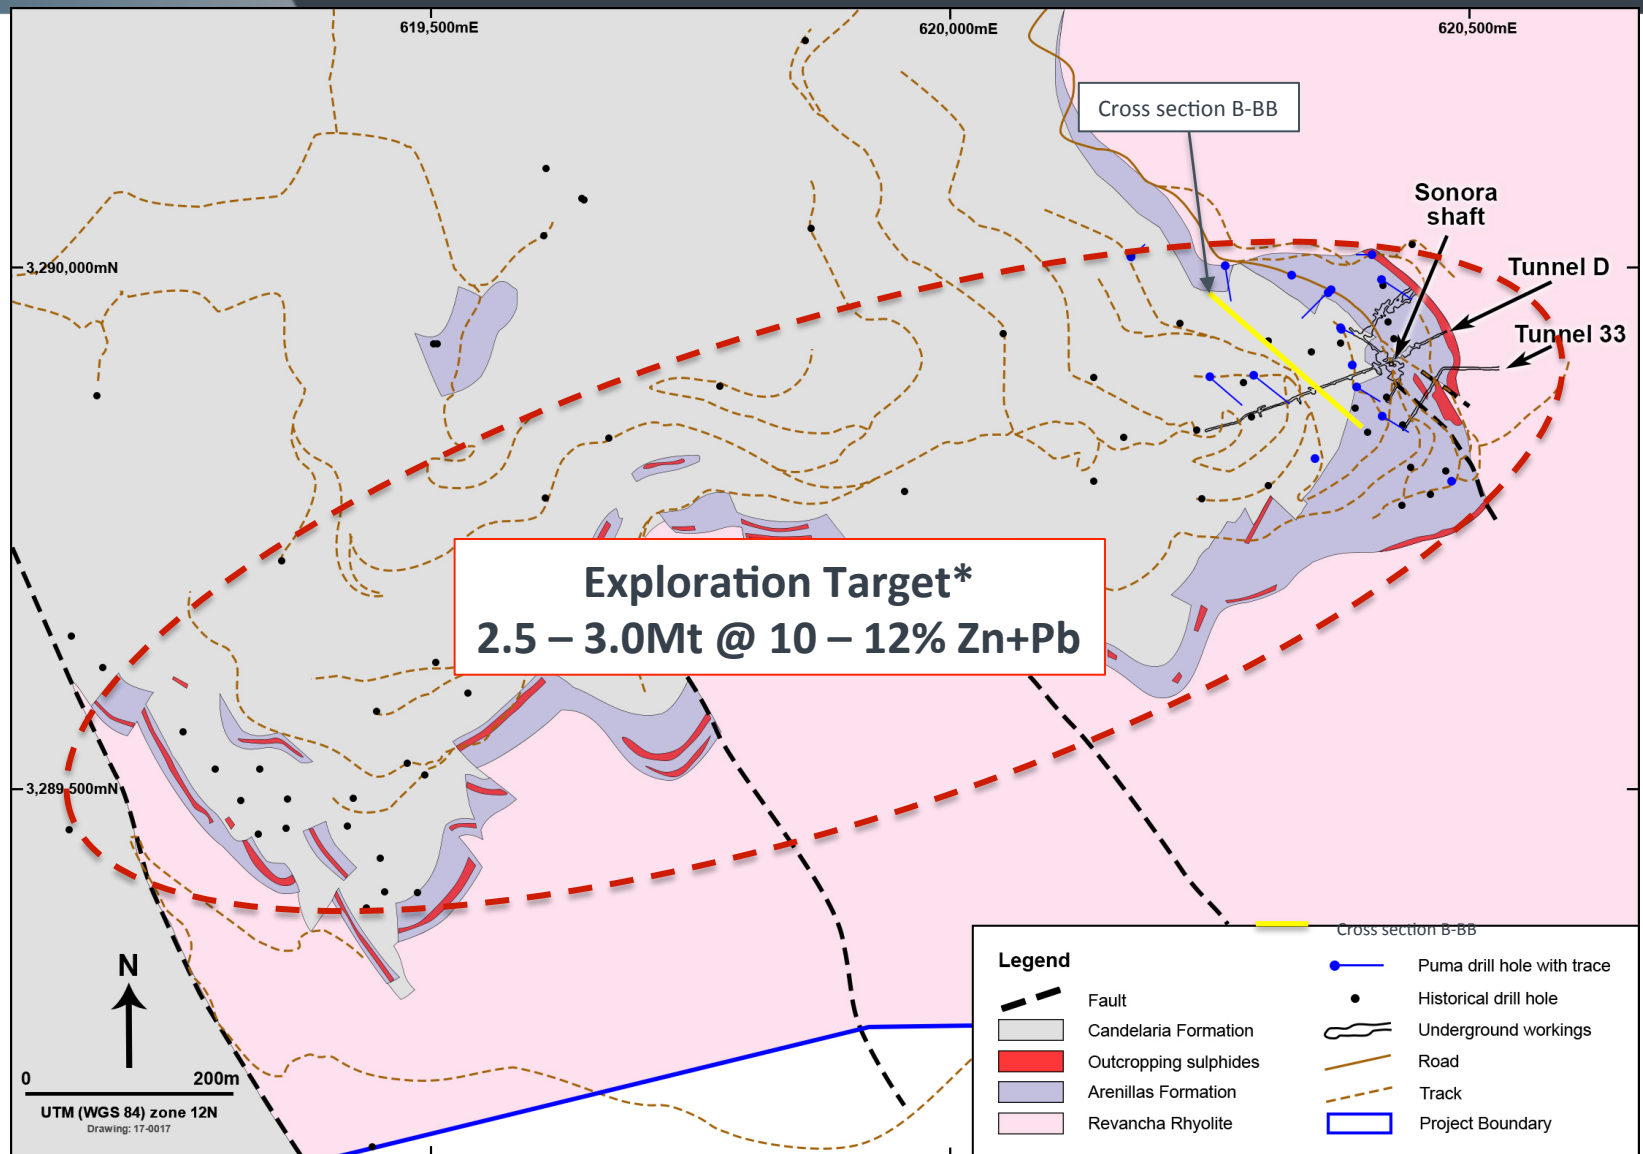 619,500mE
620,000mE
620,500mE
Cross section B-BB
Sonora
shaft
3,290,000mN
Tunnel D
Tunnel 33
Exploration Target*
2.5 – 3.0Mt @ 10 – 12% Zn+Pb
3,289,500mN
N
0
200m
UTM (WGS 84) zone 12N
Drawing: 17-0017
Cross section B-BB
Legend
Fault
Candelaria Formation
Outcropping sulphides
Arenillas Formation
Revancha Rhyolite
Puma drill hole with trace
Historical drill hole
Underground workings
Road
Track
Project Boundary